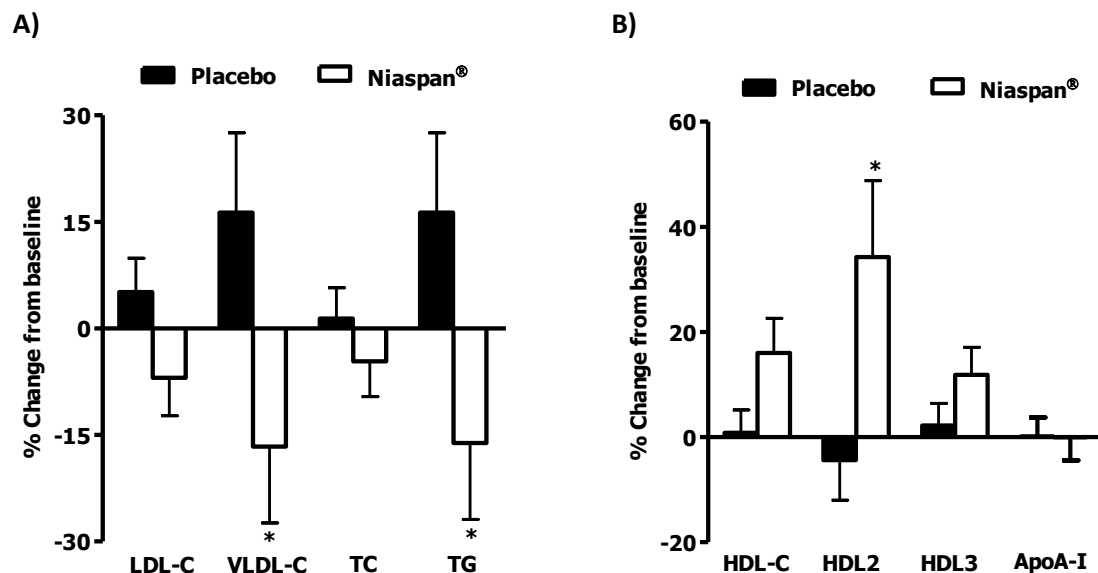 A)
Placebo Niaspan®
% Change from baseline
30
15
0
-15
-30
* *
LDL-C VLDL-C TC TG
B)
Placebo Niaspan®
% Change from baseline
60
40
20
0
-20
*
HDL-C HDL2 HDL3 ApoA-I